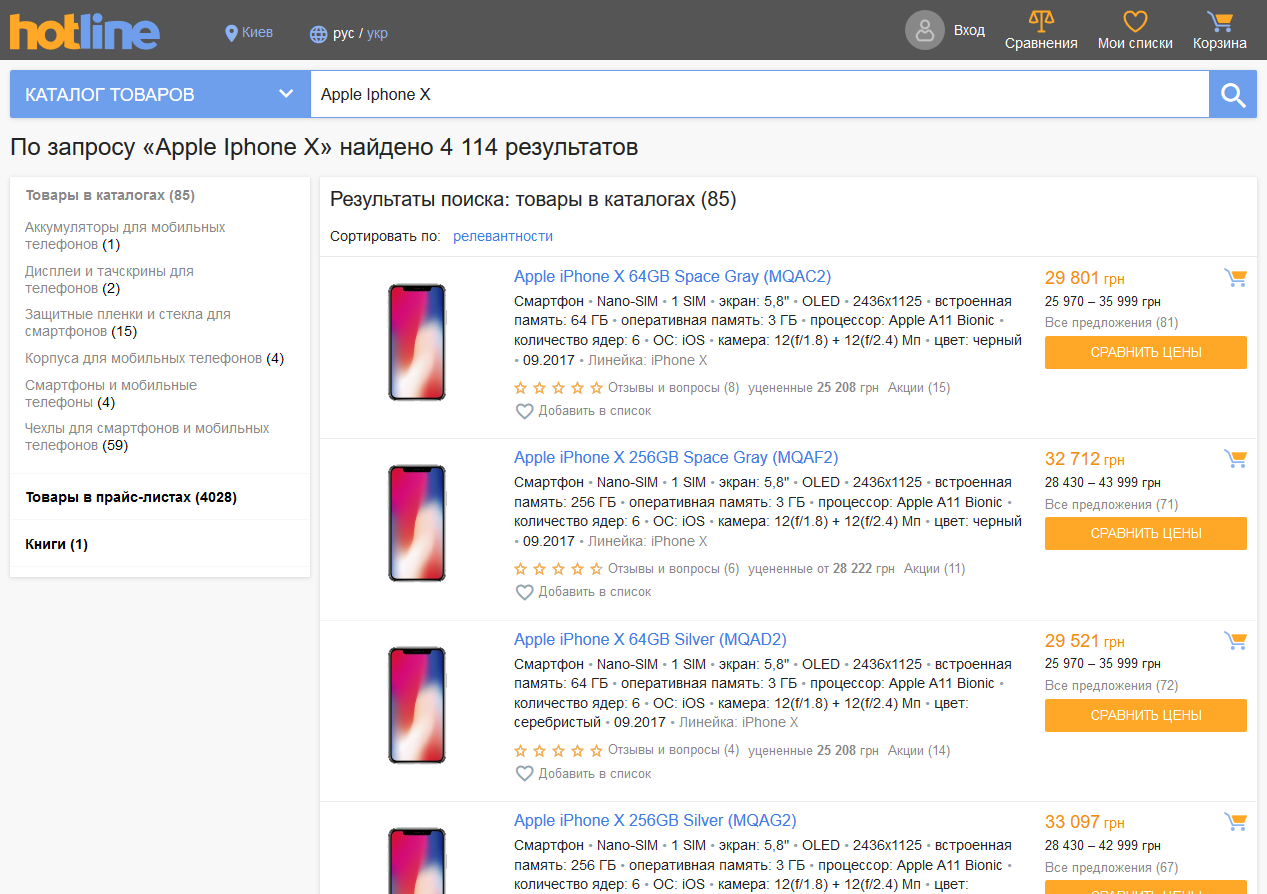 hotline
Киев
рус / укр
Вход
Сравнения
Мои списки
Корзина
КАТАЛОГ ТОВАРОВ
Apple Iphone X
По запросу «Apple Iphone X» найдено 4 114 результатов
Товары в каталогах (85)
Аккумуляторы для мобильных
телефонов (1)
Дисплеи и тачскрины для
телефонов (2)
Защитные пленки и стекла для
смартфонов (15)
Корпуса для мобильных телефонов (4)
Смартфоны и мобильные
телефоны (4)
Чехлы для смартфонов и мобильных
телефонов (59)
Товары в прайс-листах (4028)
Книги (1)
Результаты поиска: товары в каталогах (85)
Сортировать по: релевантности
Apple iPhone X 64GB Space Gray (MQAC2)
Смартфон • Nano-SIM • 1 SIM • экран: 5,8" • OLED • 2436x1125 • встроенная
память: 64 ГБ • оперативная память: 3 ГБ • процессор: Apple A11 Bionic •
количество ядер: 6 • ОС: iOS • камера: 12(f/1.8) + 12(f/2.4) Мп • цвет: черный
• 09.2017 • Линейка: iPhone X
Отзывы и вопросы (8) уцененные 25 208 грн Акции (15)
Добавить в список
29 801 грн
25 970 – 35 999 грн
Все предложения (81)
СРАВНИТЬ ЦЕНЫ
Apple iPhone X 256GB Space Gray (MQAF2)
Смартфон • Nano-SIM • 1 SIM • экран: 5,8" • OLED • 2436x1125 • встроенная
память: 256 ГБ • оперативная память: 3 ГБ • процессор: Apple A11 Bionic •
количество ядер: 6 • ОС: iOS • камера: 12(f/1.8) + 12(f/2.4) Мп • цвет: черный
• 09.2017 • Линейка: iPhone X
Отзывы и вопросы (6) уцененные от 28 222 грн Акции (11)
Добавить в список
32 712 грн
28 430 – 43 999 грн
Все предложения (71)
СРАВНИТЬ ЦЕНЫ
Apple iPhone X 64GB Silver (MQAD2)
Смартфон • Nano-SIM • 1 SIM • экран: 5,8" • OLED • 2436x1125 • встроенная
память: 64 ГБ • оперативная память: 3 ГБ • процессор: Apple A11 Bionic •
количество ядер: 6 • ОС: iOS • камера: 12(f/1.8) + 12(f/2.4) Мп • цвет:
серебристый • 09.2017 • Линейка: iPhone X
Отзывы и вопросы (4) уцененные 25 208 грн Акции (14)
Добавить в список
29 521 грн
25 970 – 35 999 грн
Все предложения (72)
СРАВНИТЬ ЦЕНЫ
Apple iPhone X 256GB Silver (MQAG2)
Смартфон • Nano-SIM • 1 SIM • экран: 5,8" • OLED • 2436x1125 • встроенная
память: 256 ГБ • оперативная память: 3 ГБ • процессор: Apple A11 Bionic •
количество ядер: 6 • ОС: iOS • камера: 12(f/1.8) + 12(f/2.4) Мп • цвет:
33 097 грн
28 430 – 42 999 грн
Все предложения (67)
СРАВНИТЬ ЦЕНЫ